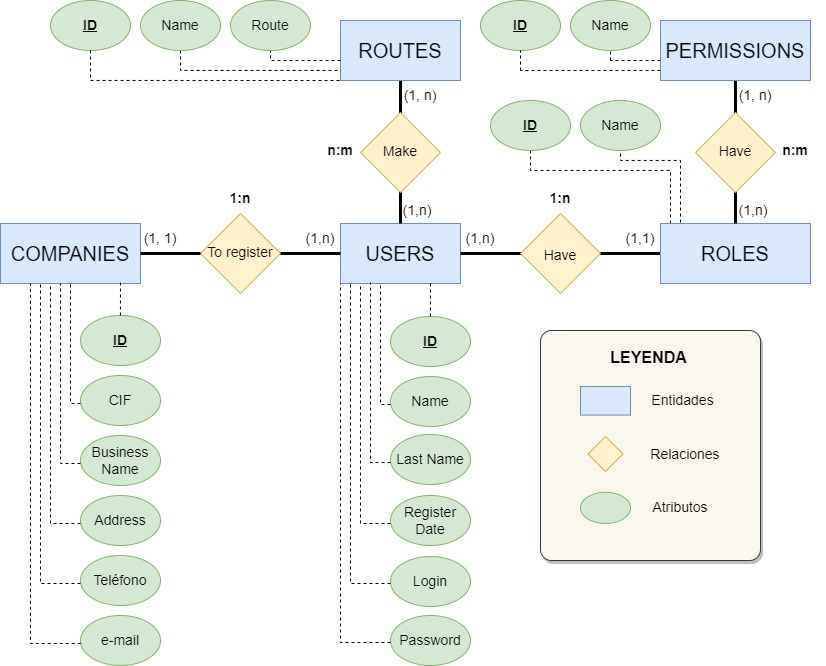 ID
Name
Route
ROUTES
ID
Name
PERMISSIONS
(1, n)
(1, n)
ID
Name
n:m
Make
Have
n:m
1:n
1:n
(1,n)
(1,n)
COMPANIES
(1, 1)
To register
(1,n)
USERS
(1,n)
Have
(1,1)
ROLES
ID
CIF
Business
Name
Address
Teléfono
e-mail
ID
Name
Last Name
Register
Date
Login
Password
LEYENDA
Entidades
Relaciones
Atributos